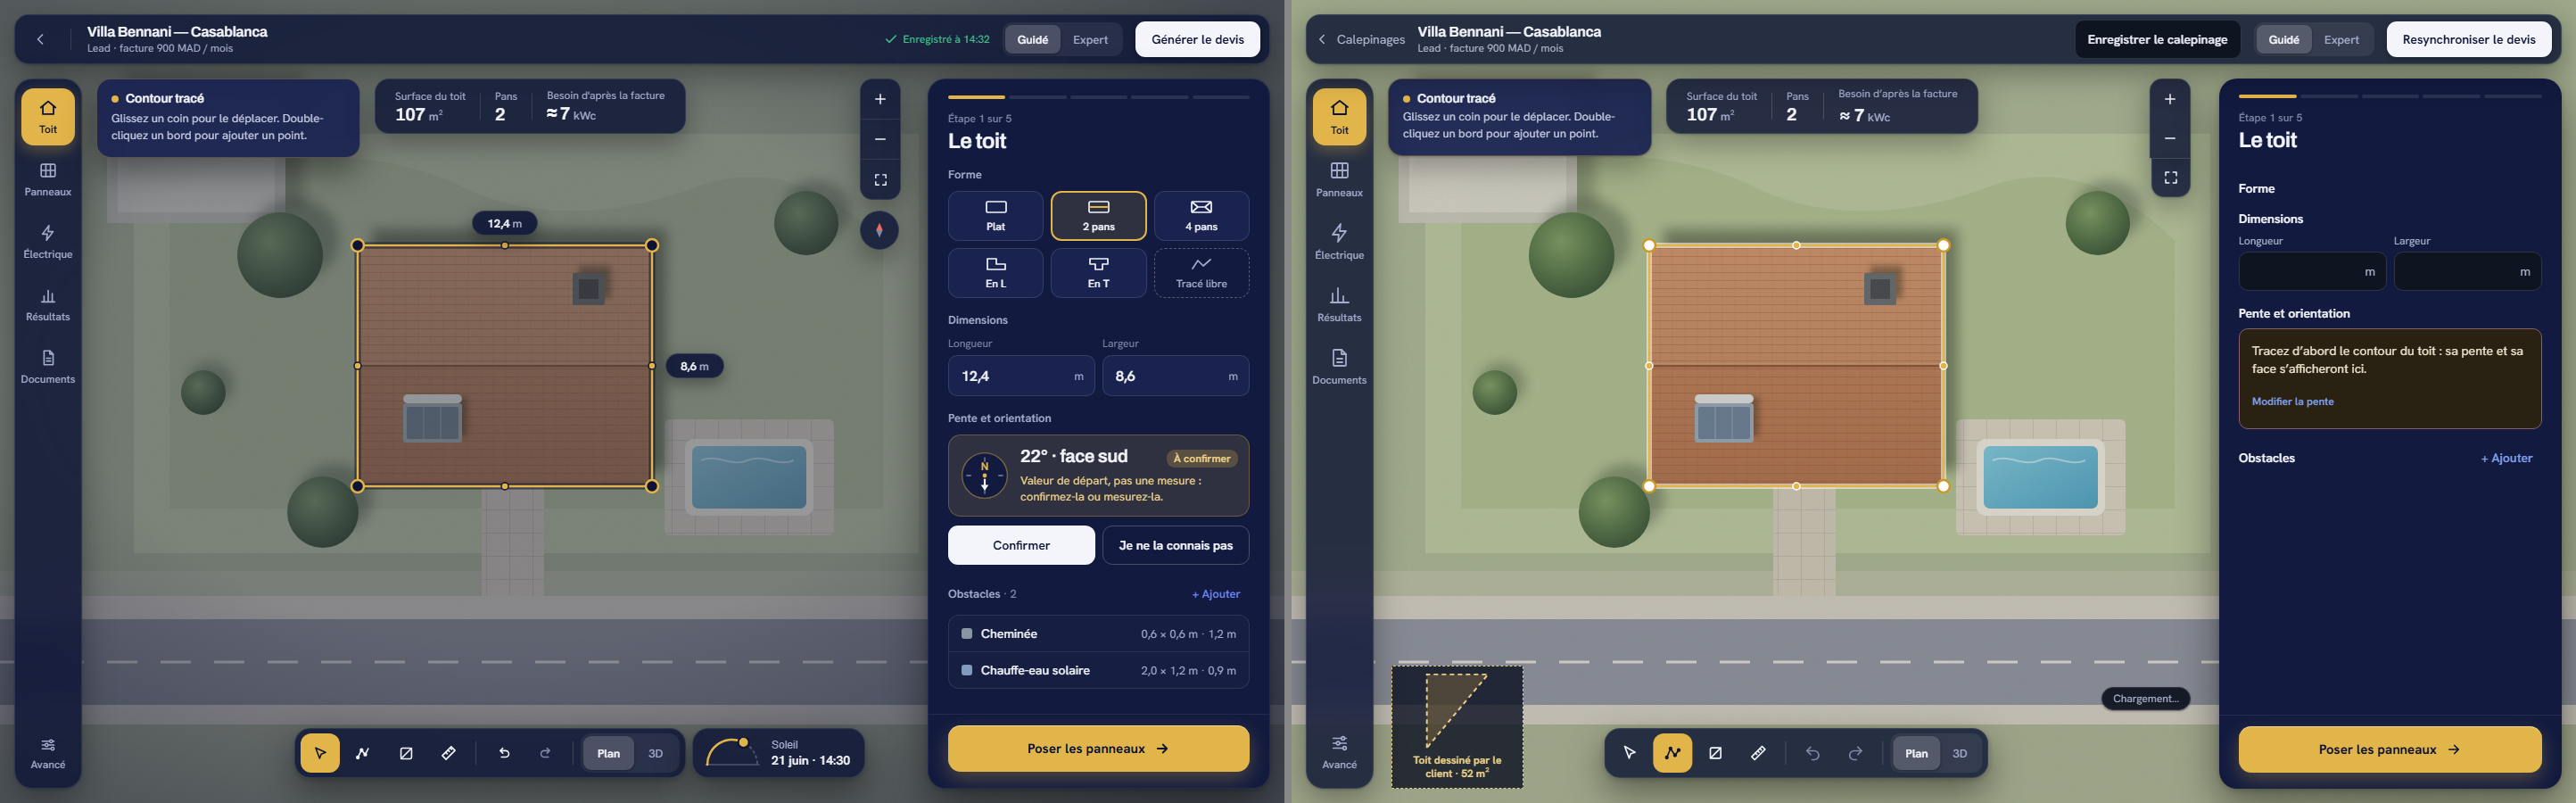 Villa Bennani — Casablanca
Lead · facture 900 MAD / mois
Enregistré à 14:32
Guidé
Expert
Générer le devis
Toit
Panneaux
Électrique
Résultats
Documents
Avancé
Contour tracé
Glissez un coin pour le déplacer. Double-
cliquez un bord pour ajouter un point.
Surface du toit
107 m²
Pans
2
Besoin d'après la facture
≈ 7 kWc
+
−
12,4 m
8,6 m
Étape 1 sur 5
Le toit
Forme
Plat
2 pans
4 pans
En L
En T
Tracé libre
Dimensions
Longueur
Largeur
12,4 m
8,6 m
Pente et orientation
N
22° · face sud
À confirmer
Valeur de départ, pas une mesure :
confirmez-la ou mesurez-la.
Confirmer
Je ne la connais pas
Obstacles · 2
+ Ajouter
Cheminée
0,6 × 0,6 m · 1,2 m
Chauffe-eau solaire
2,0 × 1,2 m · 0,9 m
Poser les panneaux →
Plan
3D
Soleil
21 juin · 14:30
Calepinages
Villa Bennani — Casablanca
Lead · facture 900 MAD / mois
Enregistrer le calepinage
Guidé
Expert
Resynchroniser le devis
Toit
Panneaux
Électrique
Résultats
Documents
Avancé
Contour tracé
Glissez un coin pour le déplacer. Double-
cliquez un bord pour ajouter un point.
Surface du toit
107 m²
Pans
2
Besoin d'après la facture
≈ 7 kWc
+
−
Étape 1 sur 5
Le toit
Forme
Dimensions
Longueur
Largeur
m
m
Pente et orientation
Tracez d'abord le contour du toit : sa pente et sa
face s'afficheront ici.
Modifier la pente
Obstacles
+ Ajouter
Chargement…
Toit dessiné par le
client · 52 m²
Plan
3D
Poser les panneaux →